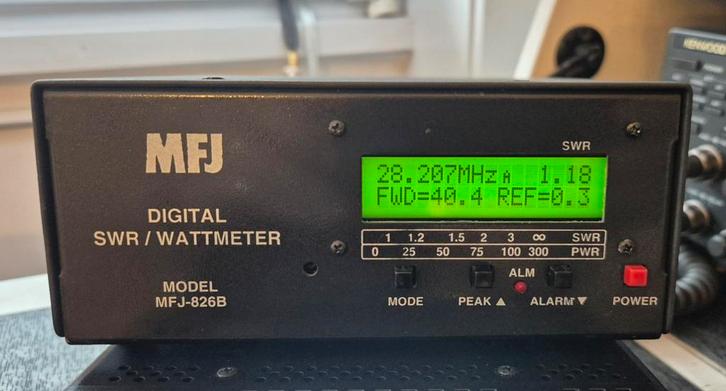 KENWOOD
MFJ
DIGITAL
SWR / WATTMETER
MODEL
MFJ-826B
SWR
28.207MHz A 1.18
FWD=40.4 REF=0.3
1 1.2 1.5 2 3 ∞ SWR
0 25 50 75 100 300 PWR
ALM
MODE PEAK ▲ ALARM ▼ POWER